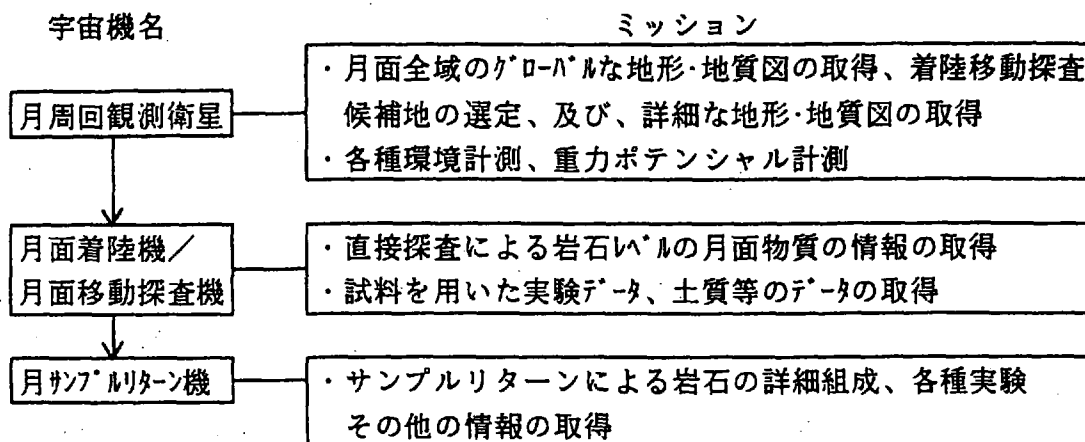 宇宙機名 ミッション
月周回観測衛星
・月面全域のｸﾞﾛｰﾊﾞﾙな地形･地質図の取得、着陸移動探査
候補地の選定、及び、詳細な地形･地質図の取得
・各種環境計測、重力ポテンシャル計測
月面着陸機／
月面移動探査機
・直接探査による岩石ﾚﾍﾞﾙの月面物質の情報の取得
・試料を用いた実験ﾃﾞｰﾀ、土質等のﾃﾞｰﾀの取得
月ｻﾝﾌﾟﾙﾘﾀｰﾝ機
・サンプルリターンによる岩石の詳細組成、各種実験
その他の情報の取得